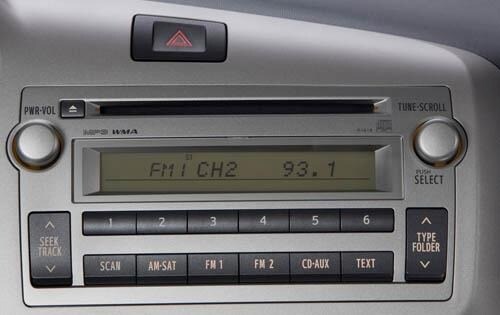 PWR•VOL
TUNE•SCROLL
MP3 WMA
ST
FM1 CH2 93.1
PUSH
SELECT
1 2 3 4 5 6
SEEK
TRACK
TYPE
FOLDER
SCAN AM•SAT FM 1 FM 2 CD•AUX TEXT